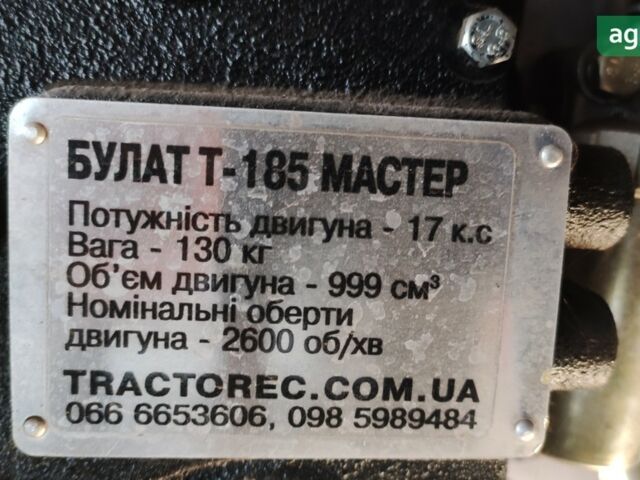 ag
БУЛАТ Т-185 МАСТЕР
Потужність двигуна - 17 к.с
Вага - 130 кг
Об'єм двигуна - 999 см³
Номінальні оберти
двигуна - 2600 об/хв
TRACTOREC.COM.UA
066 6653606, 098 5989484